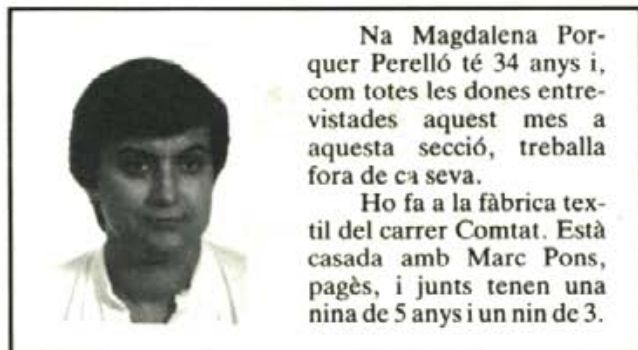 Na Magdalena Por-
quer Perelló té 34 anys i,
com totes les dones entre-
vistades aquest mes a
aquesta secció, treballa
fora de ca seva.
Ho fa a la fàbrica tex-
til del carrer Comtat. Està
casada amb Marc Pons,
pagès, i junts tenen una
nina de 5 anys i un nin de 3.